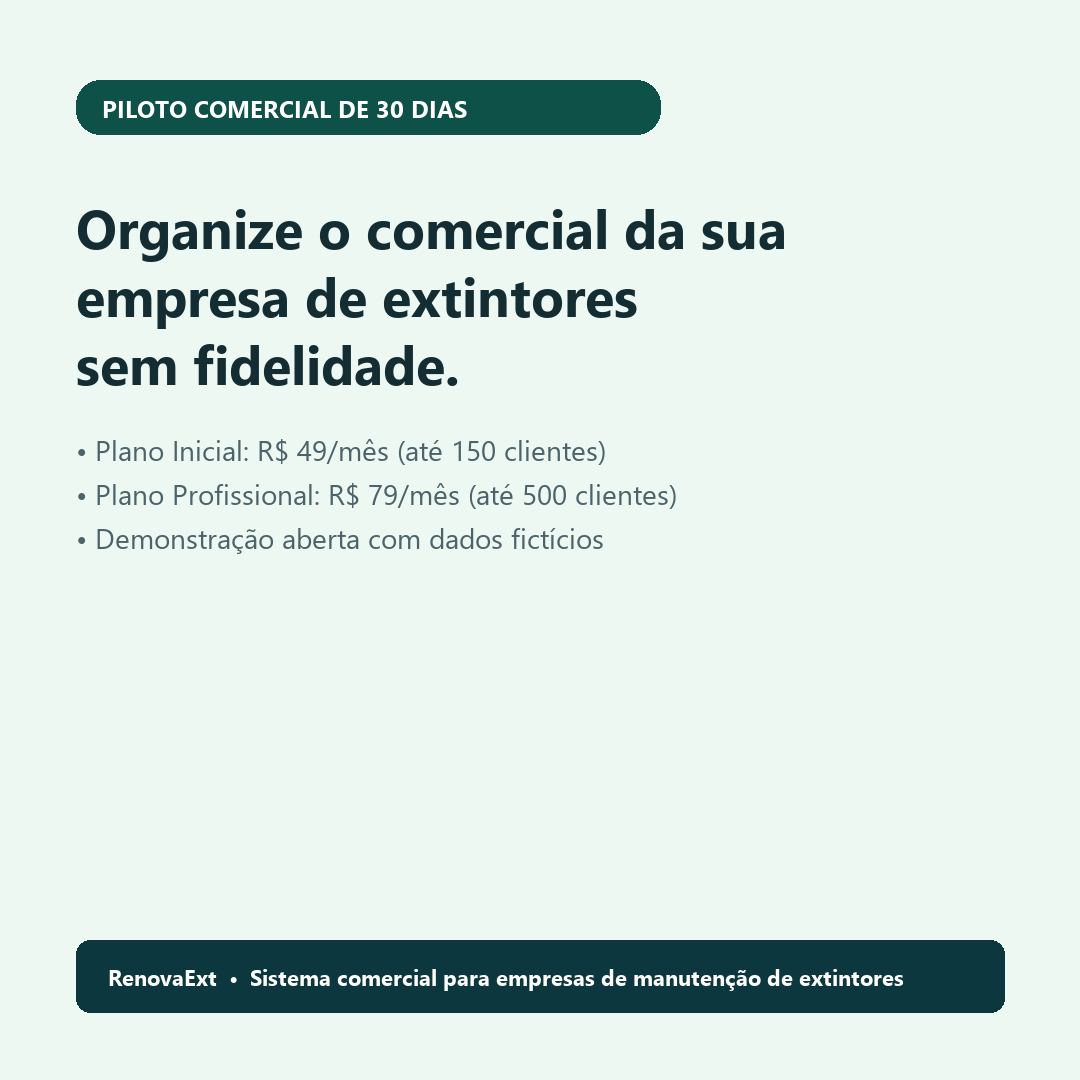 PILOTO COMERCIAL DE 30 DIAS
Organize o comercial da sua
empresa de extintores
sem fidelidade.
• Plano Inicial: R$ 49/mês (até 150 clientes)
• Plano Profissional: R$ 79/mês (até 500 clientes)
• Demonstração aberta com dados fictícios
RenovaExt • Sistema comercial para empresas de manutenção de extintores